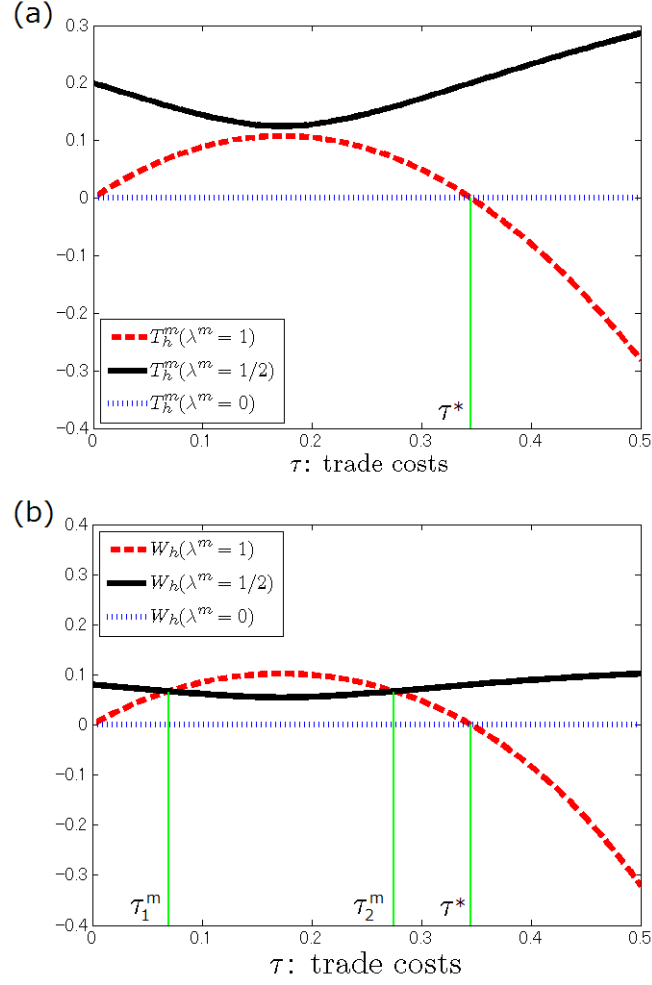 (a)
0.3
0.2
0.1
0
−0.1
−0.2
−0.3
−0.4
T_h^m(λ^m = 1)
T_h^m(λ^m = 1/2)
T_h^m(λ^m = 0)
τ*
0 0.1 0.2 0.3 0.4 0.5
τ: trade costs
(b)
0.4
0.3
0.2
0.1
0
−0.1
−0.2
−0.3
−0.4
W_h(λ^m = 1)
W_h(λ^m = 1/2)
W_h(λ^m = 0)
τ_1^m τ_2^m τ*
0 0.1 0.2 0.3 0.4 0.5
τ: trade costs